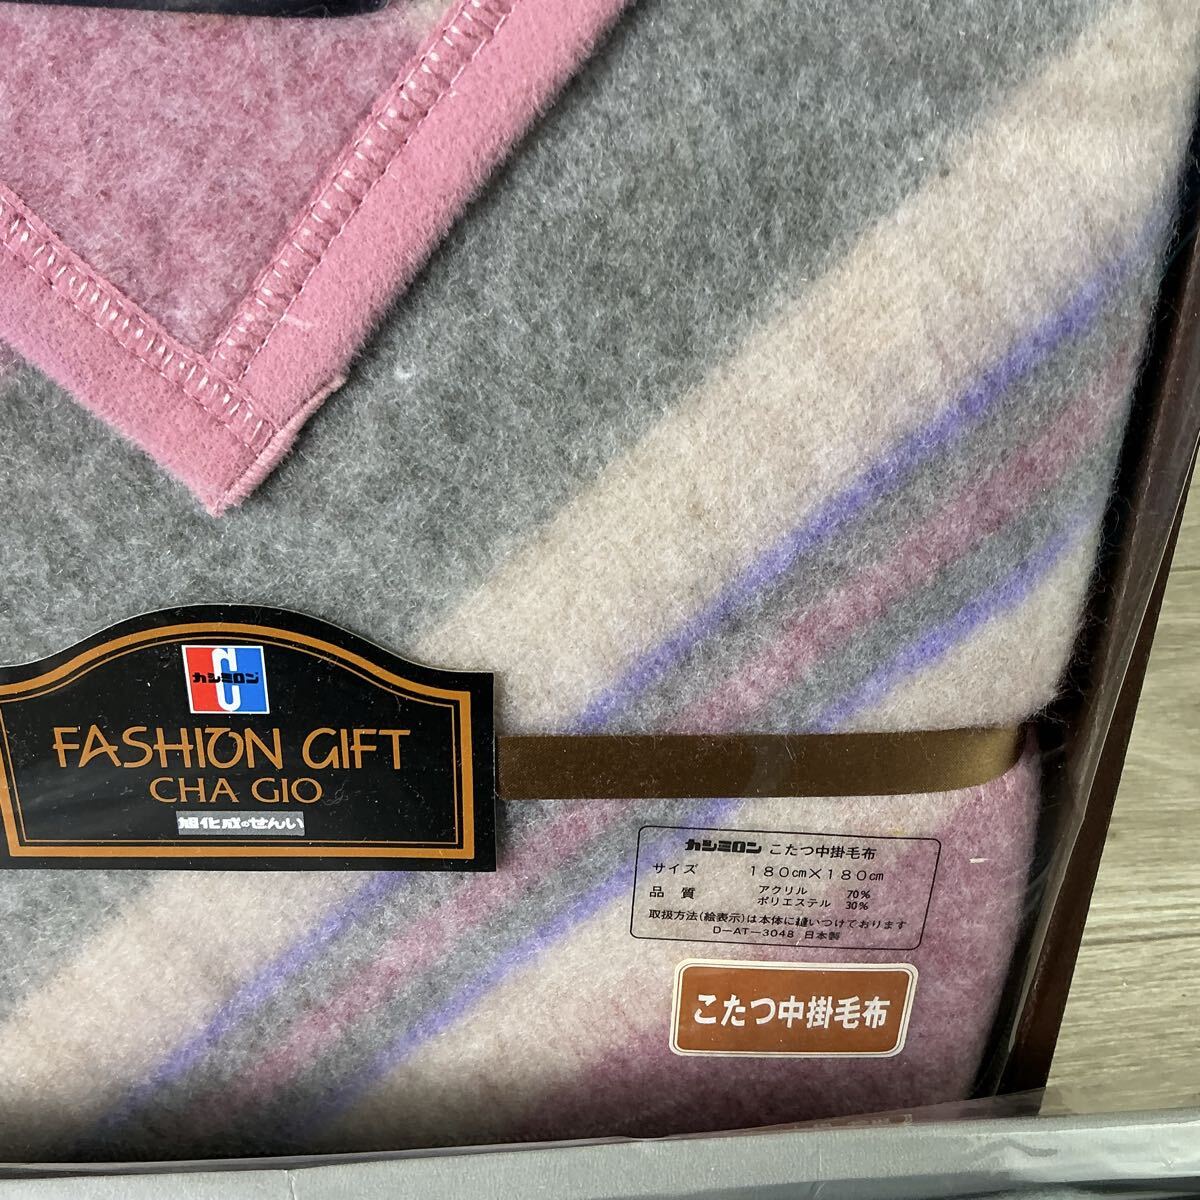 カシミロン
FASHION GIFT
CHA GIO
旭化成のせんい
カシミロン こたつ中掛毛布
サイズ 180㎝×180㎝
品質 アクリル 70%
ポリエステル 30%
取扱方法(絵表示)は本体に縫いつけております
D-AT-3048 日本製
こたつ中掛毛布